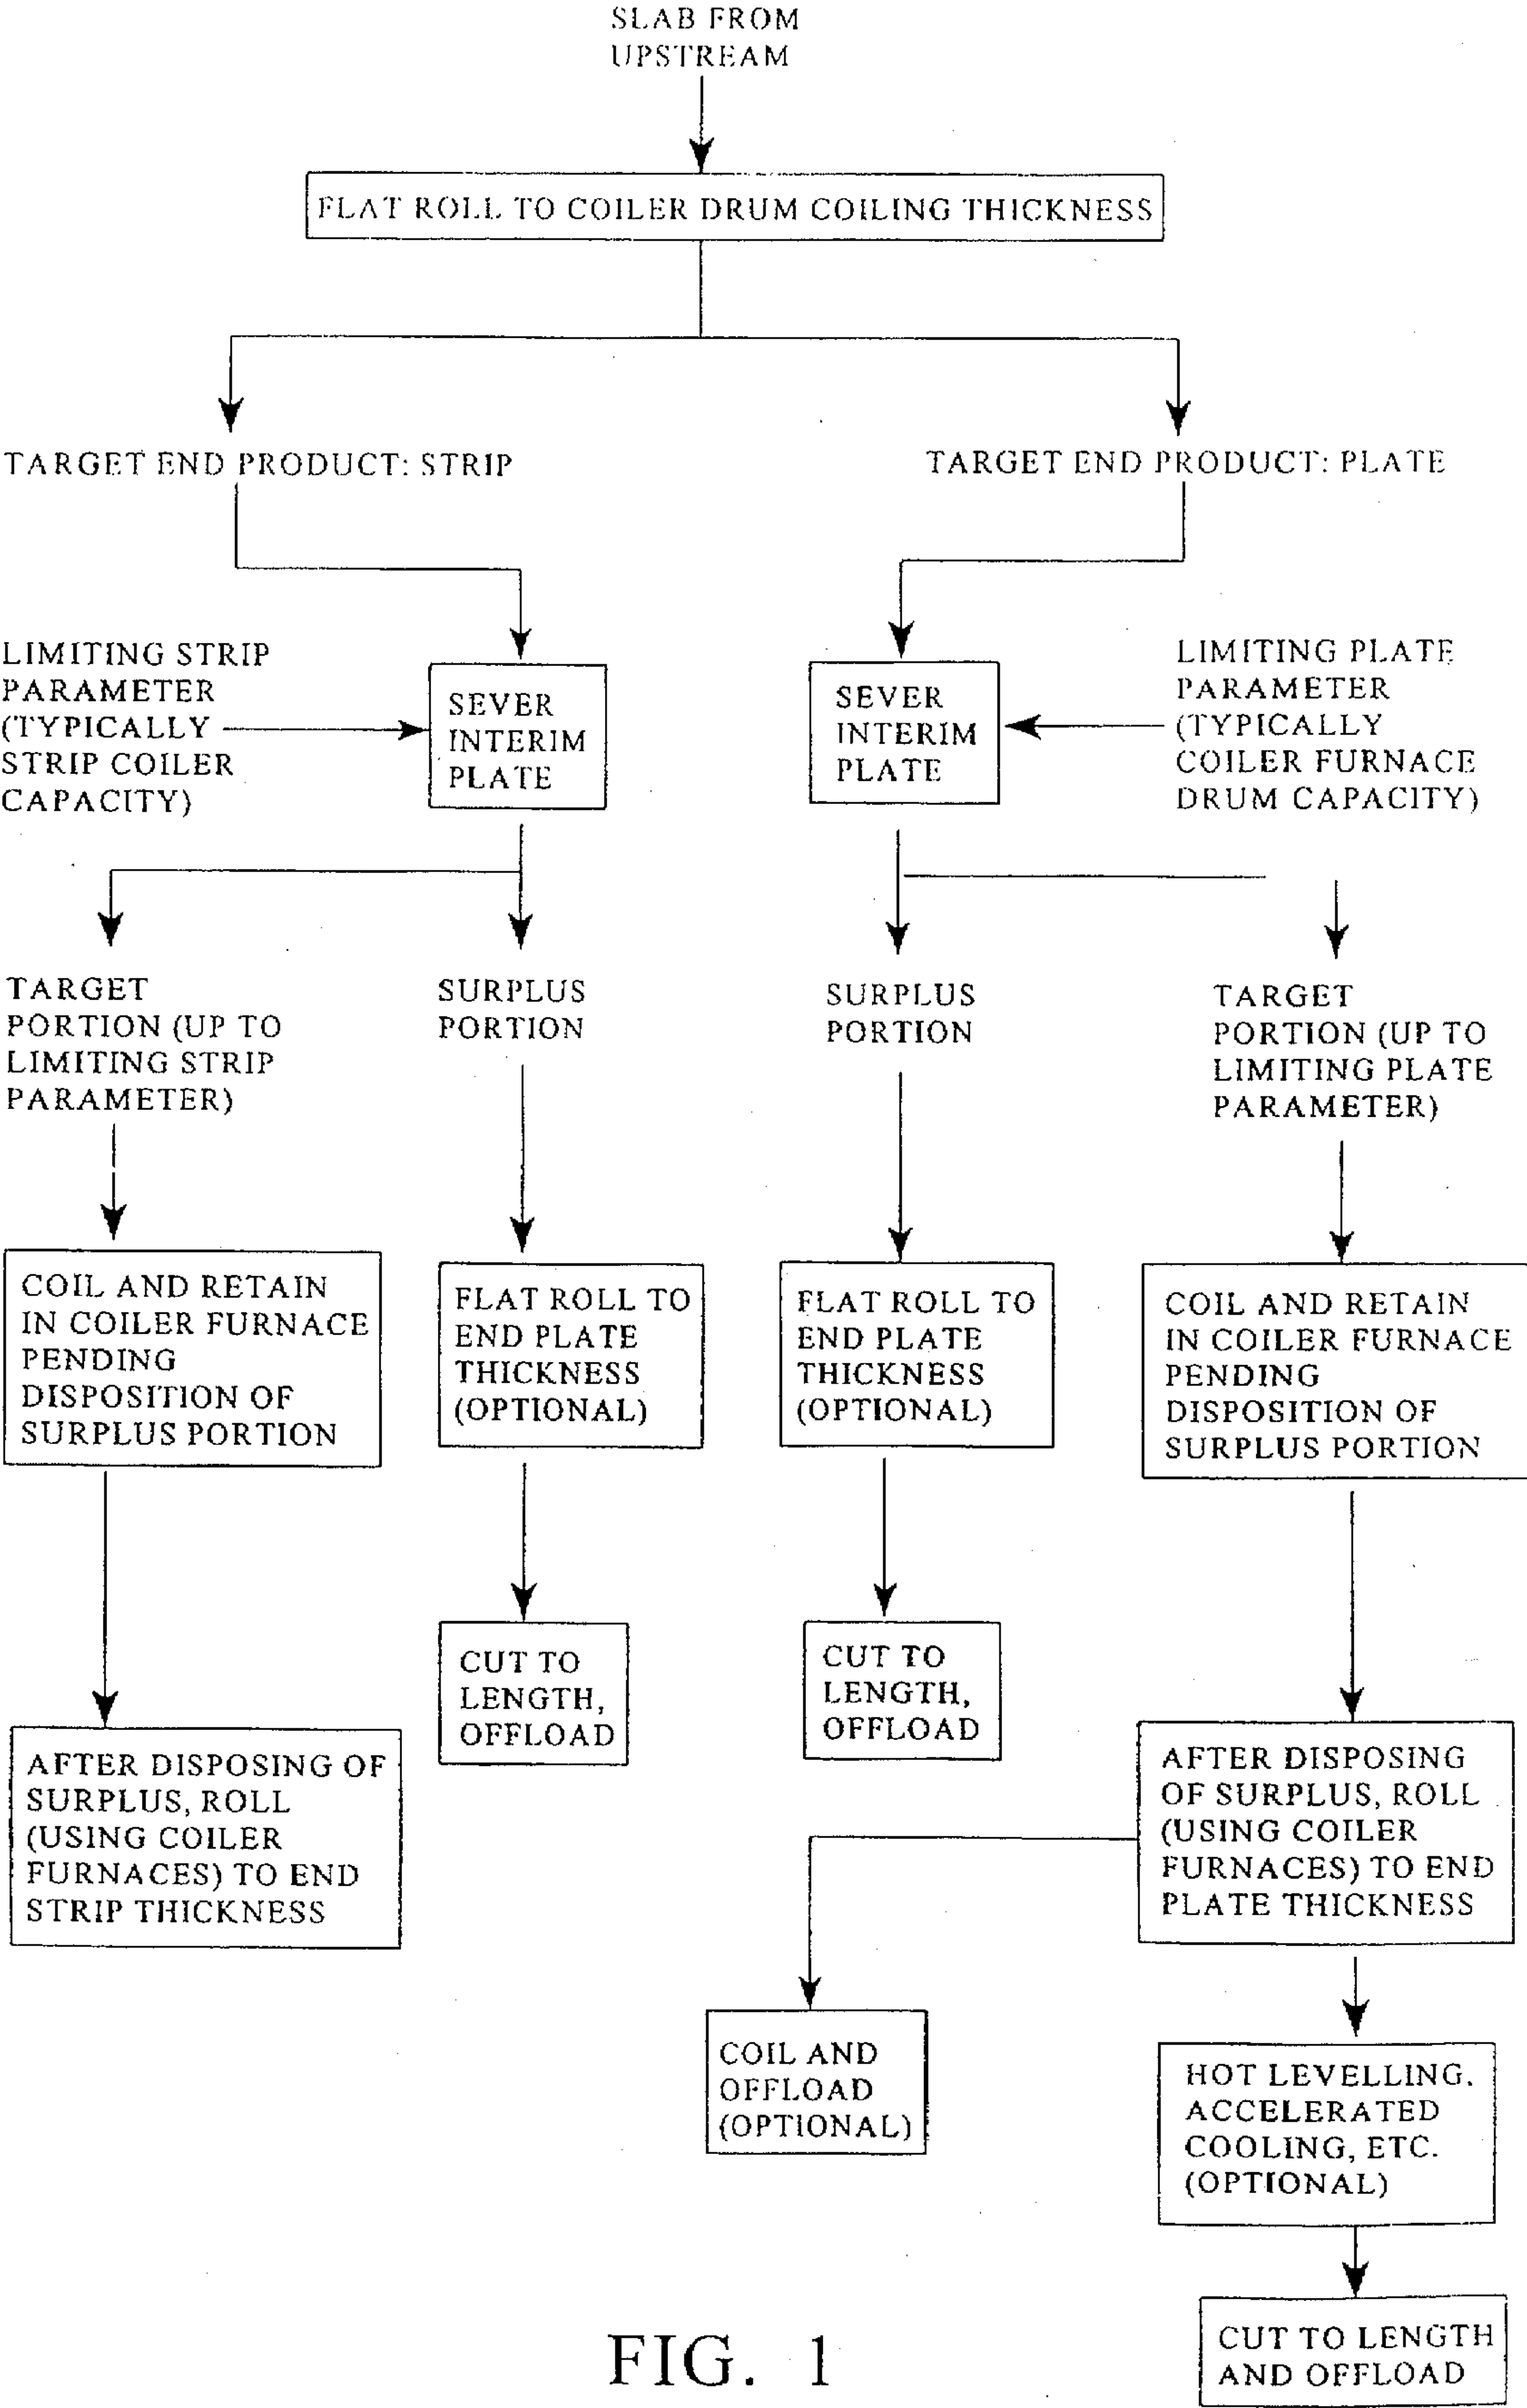 SLAB FROM
UPSTREAM
FLAT ROLL TO COILER DRUM COILING THICKNESS
TARGET END PRODUCT: STRIP
TARGET END PRODUCT: PLATE
LIMITING STRIP
PARAMETER
(TYPICALLY
STRIP COILER
CAPACITY)
SEVER
INTERIM
PLATE
SEVER
INTERIM
PLATE
LIMITING PLATE
PARAMETER
(TYPICALLY
COILER FURNACE
DRUM CAPACITY)
TARGET
PORTION (UP TO
LIMITING STRIP
PARAMETER)
SURPLUS
PORTION
SURPLUS
PORTION
TARGET
PORTION (UP TO
LIMITING PLATE
PARAMETER)
COIL AND RETAIN
IN COILER FURNACE
PENDING
DISPOSITION OF
SURPLUS PORTION
FLAT ROLL TO
END PLATE
THICKNESS
(OPTIONAL)
FLAT ROLL TO
END PLATE
THICKNESS
(OPTIONAL)
COIL AND RETAIN
IN COILER FURNACE
PENDING
DISPOSITION OF
SURPLUS PORTION
AFTER DISPOSING OF
SURPLUS, ROLL
(USING COILER
FURNACES) TO END
STRIP THICKNESS
CUT TO
LENGTH,
OFFLOAD
CUT TO
LENGTH,
OFFLOAD
AFTER DISPOSING
OF SURPLUS, ROLL
(USING COILER
FURNACES) TO END
PLATE THICKNESS
COIL AND
OFFLOAD
(OPTIONAL)
HOT LEVELLING.
ACCELERATED
COOLING, ETC.
(OPTIONAL)
CUT TO LENGTH
AND OFFLOAD
FIG. 1